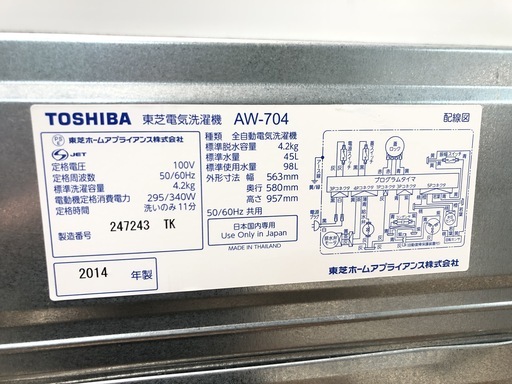 TOSHIBA 東芝電気洗濯機 AW-704 配線図
東芝ホームアプライアンス株式会社
JET
定格電圧 100V
定格周波数 50/60Hz
標準洗濯容量 4.2kg
電動機定格消費電力 295/340W
定格時間 洗いのみ 11分
製造番号 247243 TK
2014 年製
種類 全自動電気洗濯機
標準脱水容量 4.2kg
標準水量 45L
標準使用水量 98L
外形寸法 幅 563mm
奥行 580mm
高さ 957mm
50/60Hz 共用
日本国内専用
Use Only in Japan
MADE IN THAILAND
プログラムタイマ
東芝ホームアプライアンス株式会社